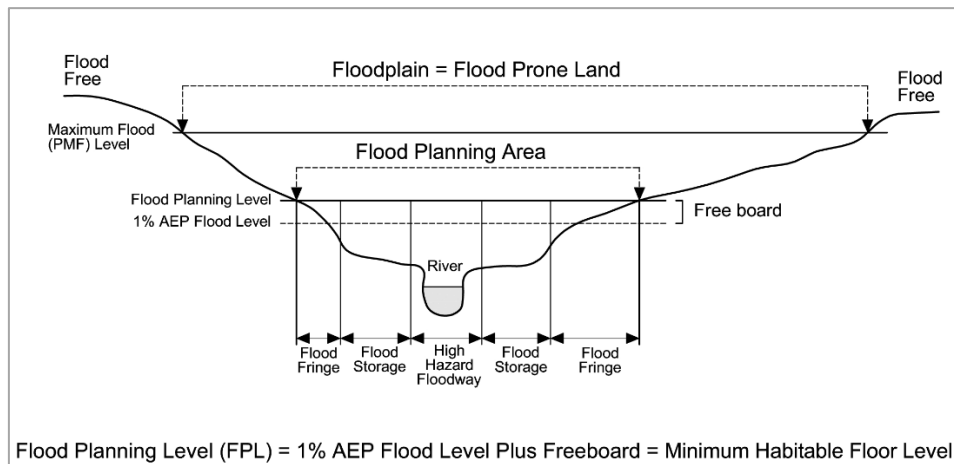 Flood
Free
Floodplain = Flood Prone Land
Flood
Free
Maximum Flood
(PMF) Level
Flood Planning Area
Flood Planning Level
1% AEP Flood Level
Free board
River
Flood
Fringe
Flood
Storage
High
Hazard
Floodway
Flood
Storage
Flood
Fringe
Flood Planning Level (FPL) = 1% AEP Flood Level Plus Freeboard = Minimum Habitable Floor Level